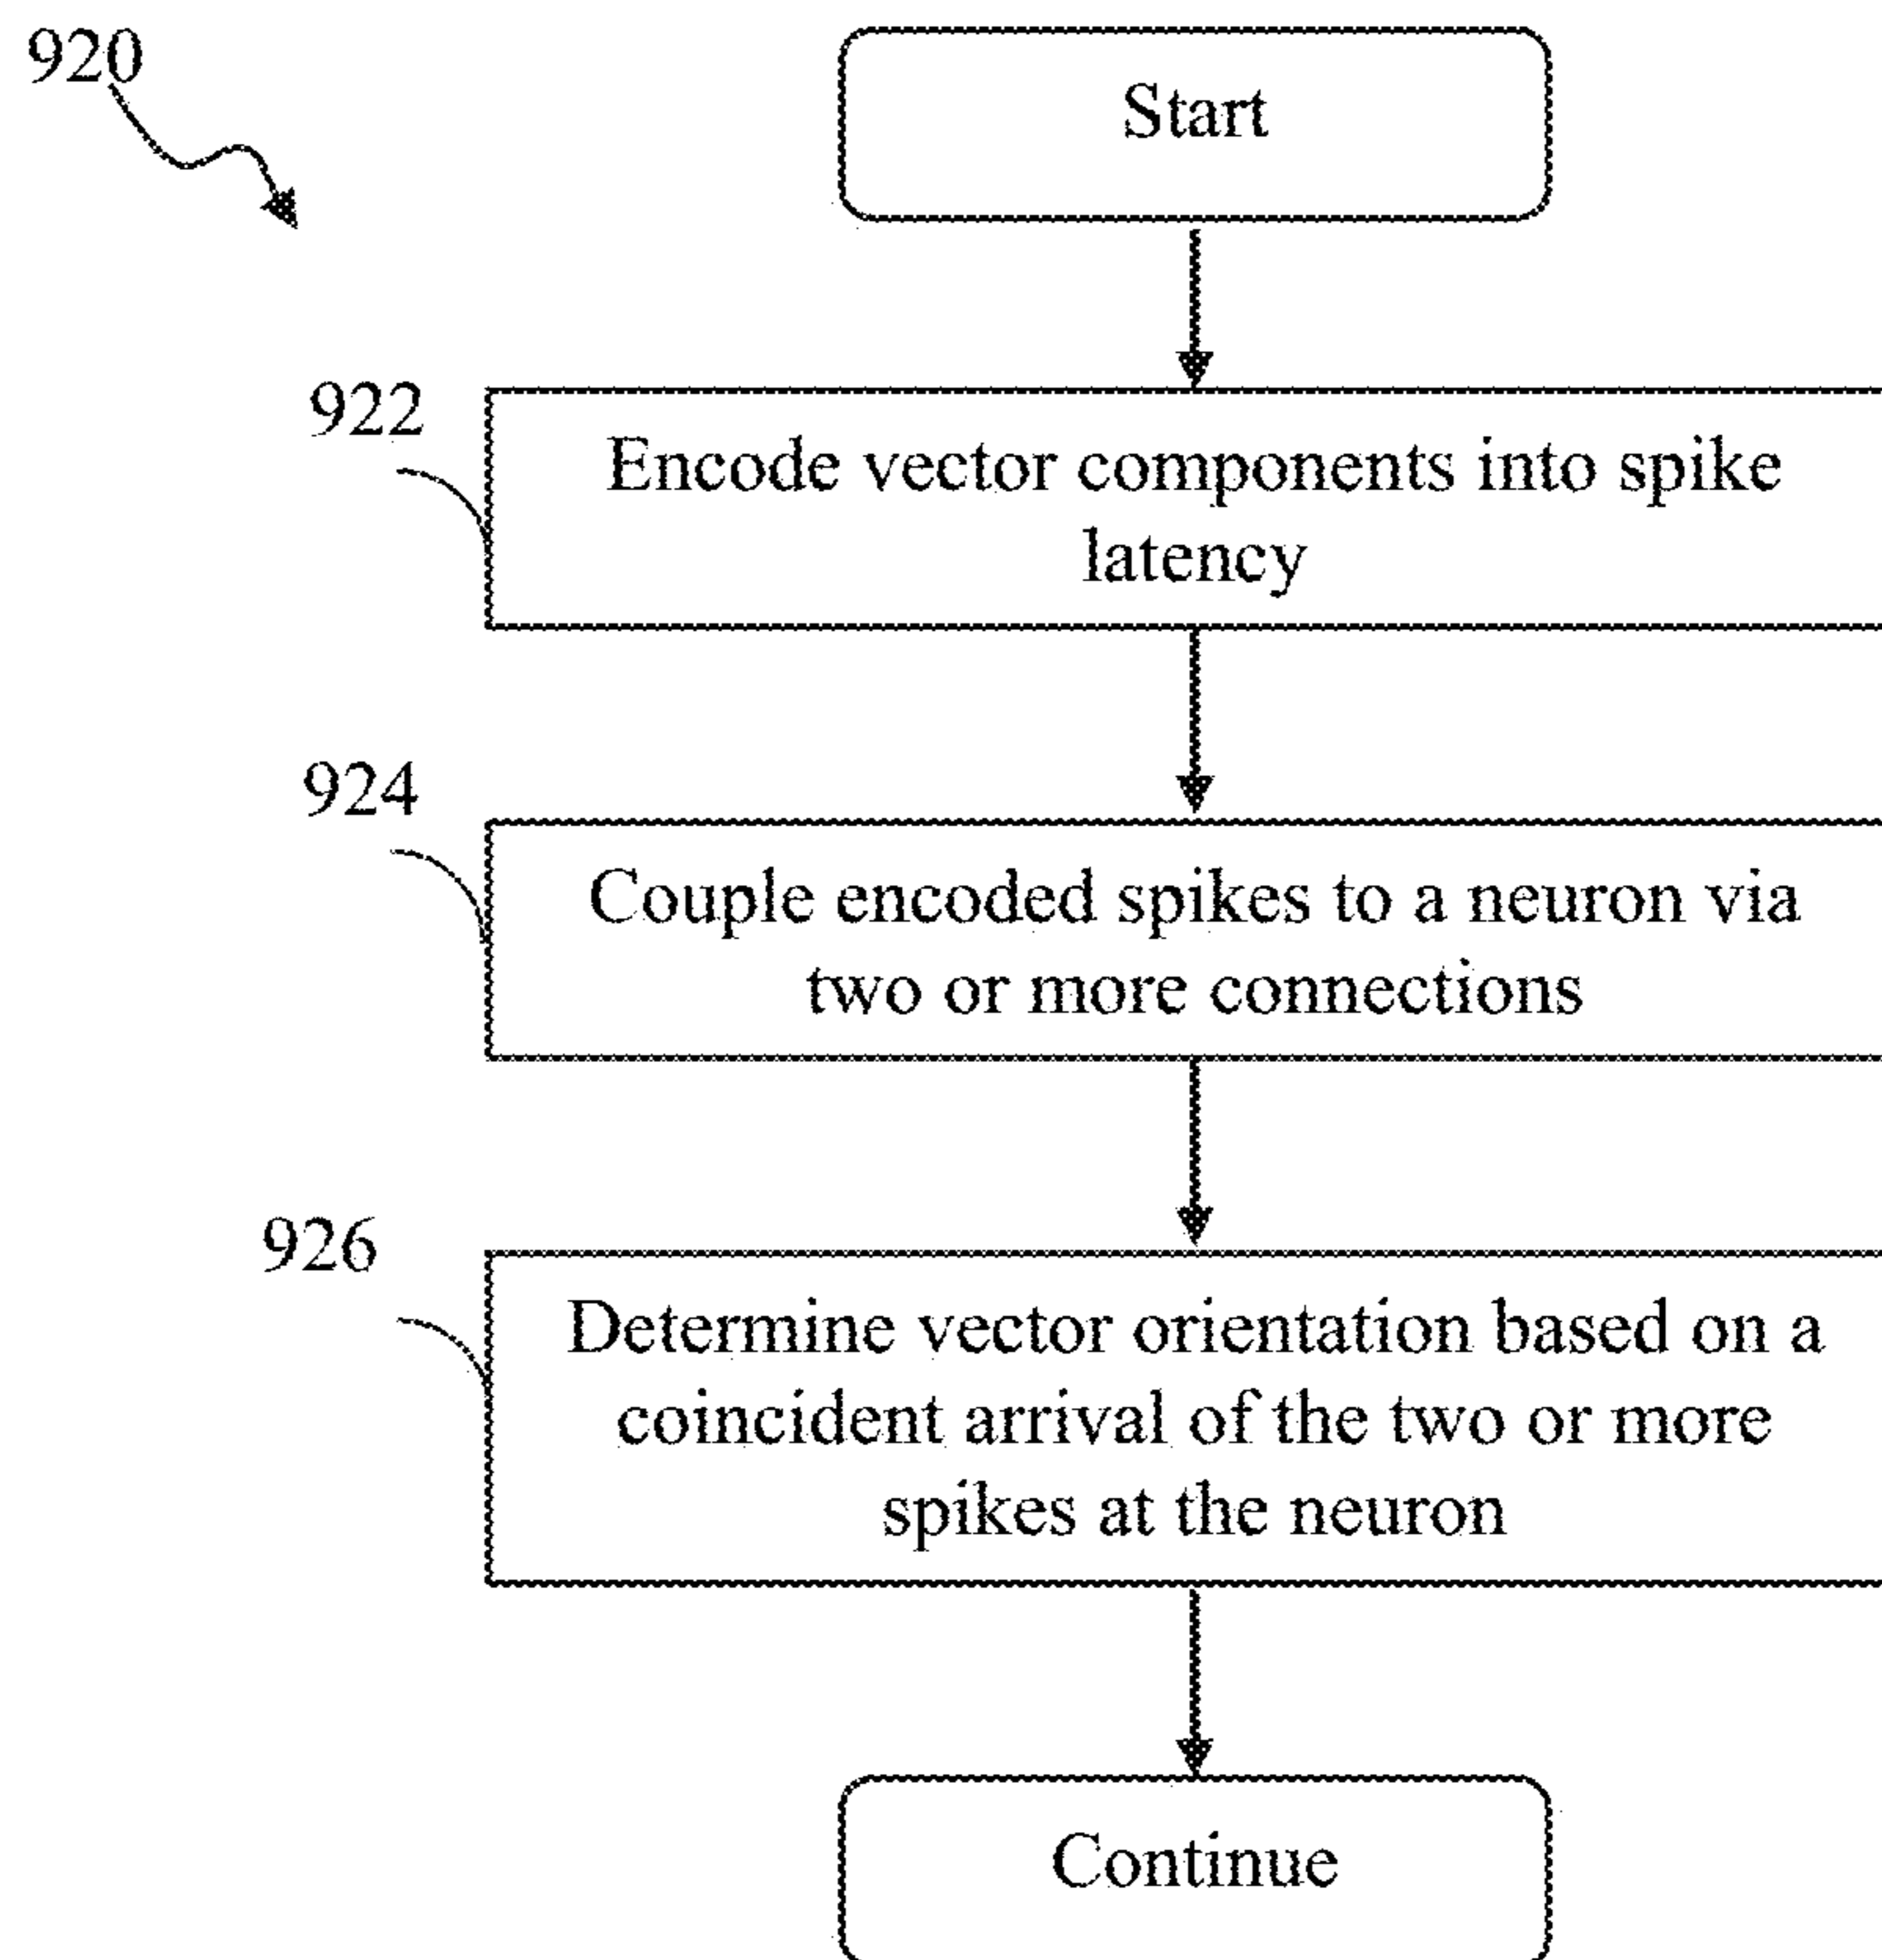 920
Start
922
Encode vector components into spike
latency
924
Couple encoded spikes to a neuron via
two or more connections
926
Determine vector orientation based on a
coincident arrival of the two or more
spikes at the neuron
Continue